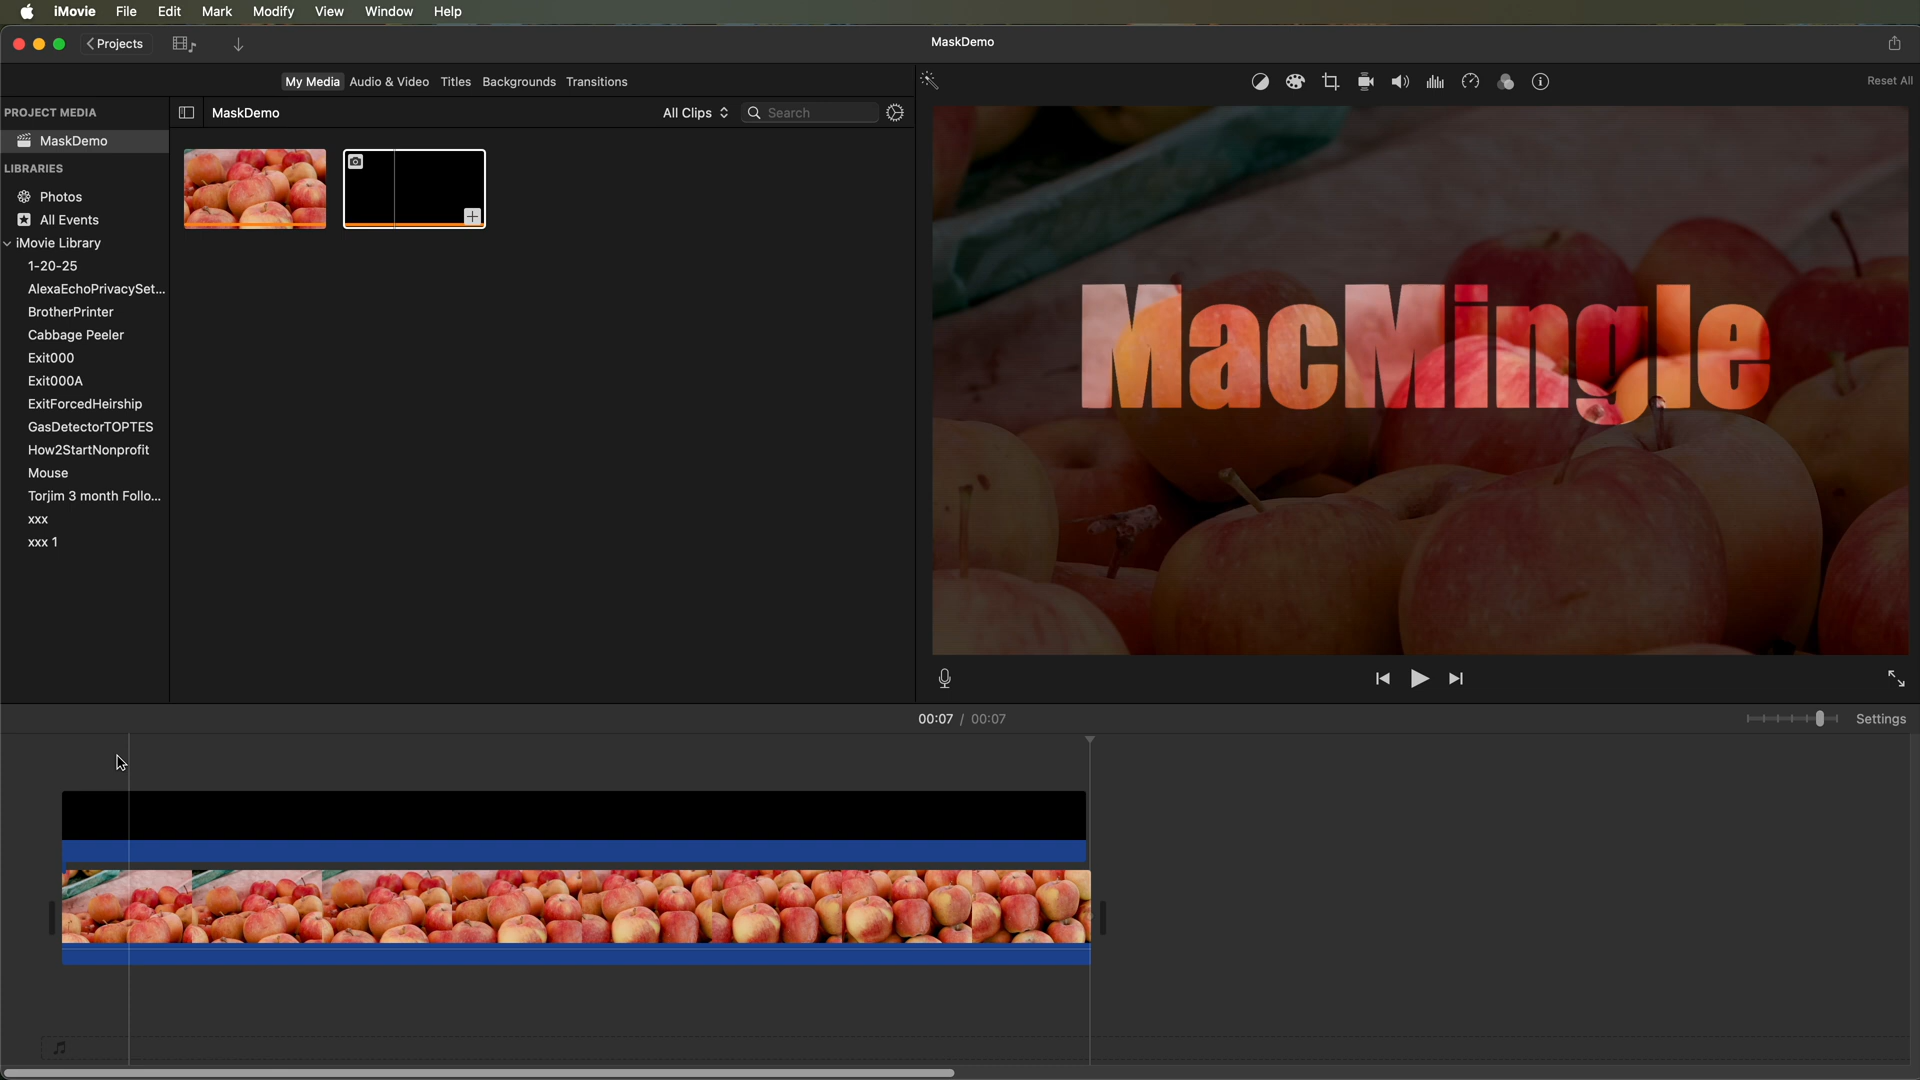 iMovie File Edit Mark Modify View Window Help
Projects
MaskDemo
My Media Audio & Video Titles Backgrounds Transitions
Reset All
PROJECT MEDIA
MaskDemo
All Clips
Search
MaskDemo
LIBRARIES
Photos
All Events
iMovie Library
1-20-25
AlexaEchoPrivacySet...
BrotherPrinter
Cabbage Peeler
Exit000
Exit000A
ExitForcedHeirship
GasDetectorTOPTES
How2StartNonprofit
Mouse
Torjim 3 month Follo...
xxx
xxx 1
MacMingle
00:07 / 00:07
Settings